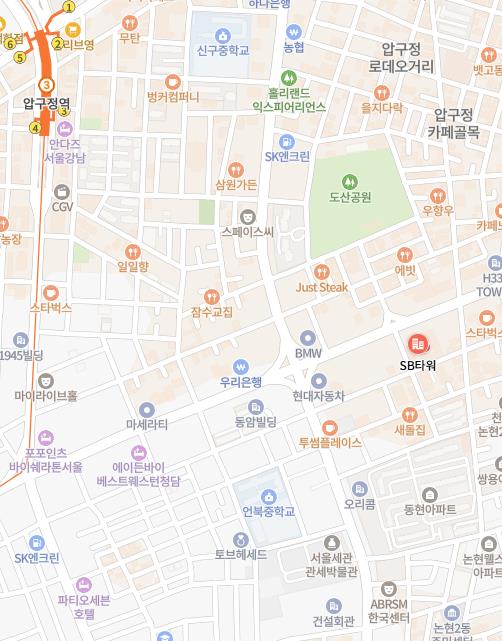 하나은행
1
6
2
5
올리브영
무탄
신구중학교
농협
압구정
로데오거리
뱃고동
3
압구정역
3
4
벙커컴퍼니
홀리랜드
익스피어리언스
을지다락
압구정
카페골목
안다즈
서울강남
SK엔크린
CGV
삼원가든
도산공원
우향우
스페이스씨
농장
일일향
에빗
Just Steak
H33
TOW
스타벅스
잠수교집
스타벅스
1945빌딩
BMW
SB타워
우리은행
마이라이브홀
현대자동차
마세라티
동암빌딩
새돌집
투썸플레이스
포포인츠
바이쉐라톤서울
에이든바이
베스트웨스턴청담
언북중학교
오리콤
동현아파트
SK엔크린
토브헤세드
서울세관
관세박물관
논현웰스
아파트
파티오세븐
호텔
건설회관
ABRSM
한국센터
논현2동